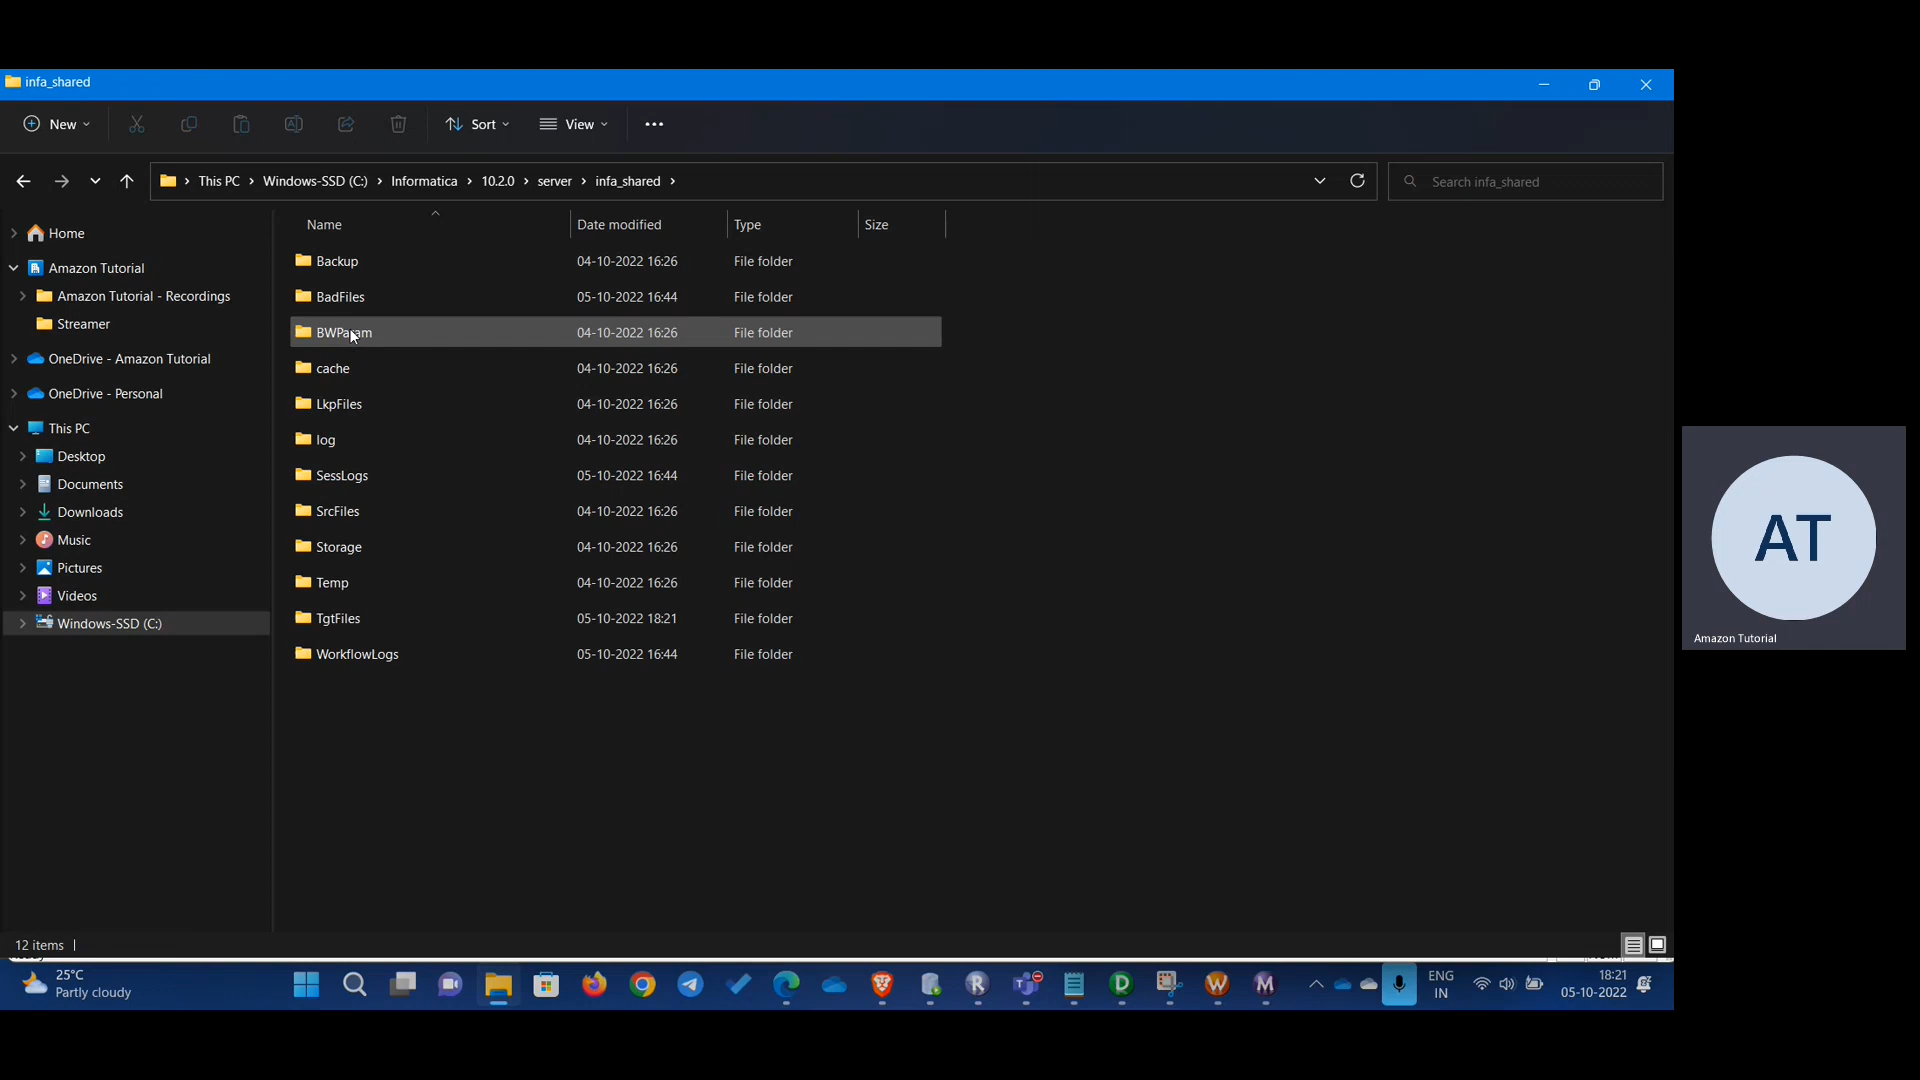 infa_shared
New
Sort
View
This PC > Windows-SSD (C:) > Informatica > 10.2.0 > server > infa_shared >
Search infa_shared
Home
Amazon Tutorial
Amazon Tutorial - Recordings
Streamer
OneDrive - Amazon Tutorial
OneDrive - Personal
This PC
Desktop
Documents
Downloads
Music
Pictures
Videos
Windows-SSD (C:)
Name Date modified Type Size
Backup 04-10-2022 16:26 File folder
BadFiles 05-10-2022 16:44 File folder
BWParam 04-10-2022 16:26 File folder
cache 04-10-2022 16:26 File folder
LkpFiles 04-10-2022 16:26 File folder
log 04-10-2022 16:26 File folder
SessLogs 05-10-2022 16:44 File folder
SrcFiles 04-10-2022 16:26 File folder
Storage 04-10-2022 16:26 File folder
Temp 04-10-2022 16:26 File folder
TgtFiles 05-10-2022 18:21 File folder
WorkflowLogs 05-10-2022 16:44 File folder
AT
Amazon Tutorial
12 items
25°C
Partly cloudy
ENG
IN
18:21
05-10-2022